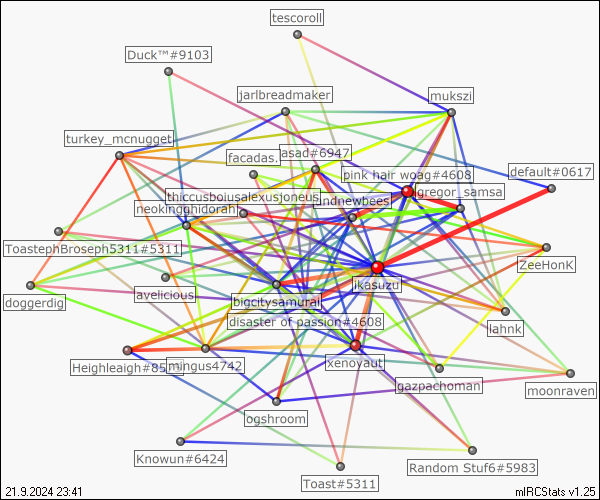 tescoroll
Duck™#9103
jarlbreadmaker
mukszi
turkey_mcnugget
asad#6947
facadas.
pink hair woag#4608
default#0617
gregor_samsa
thiccusboiusalexusjoneus
andnewbees
neokingghidorah
ToastephBroseph5311#5311
ZeeHonK
ikasuzu
avelicious
bigcitysamurai
doggerdig
disaster of passion#4608
lahnk
Heighleaigh#85
mingus4742
xenoyaut
gazpachoman
moonraven
ogshroom
Knowun#6424
Random Stuf6#5983
Toast#5311
21.9.2024 23:41
mIRCStats v1.25